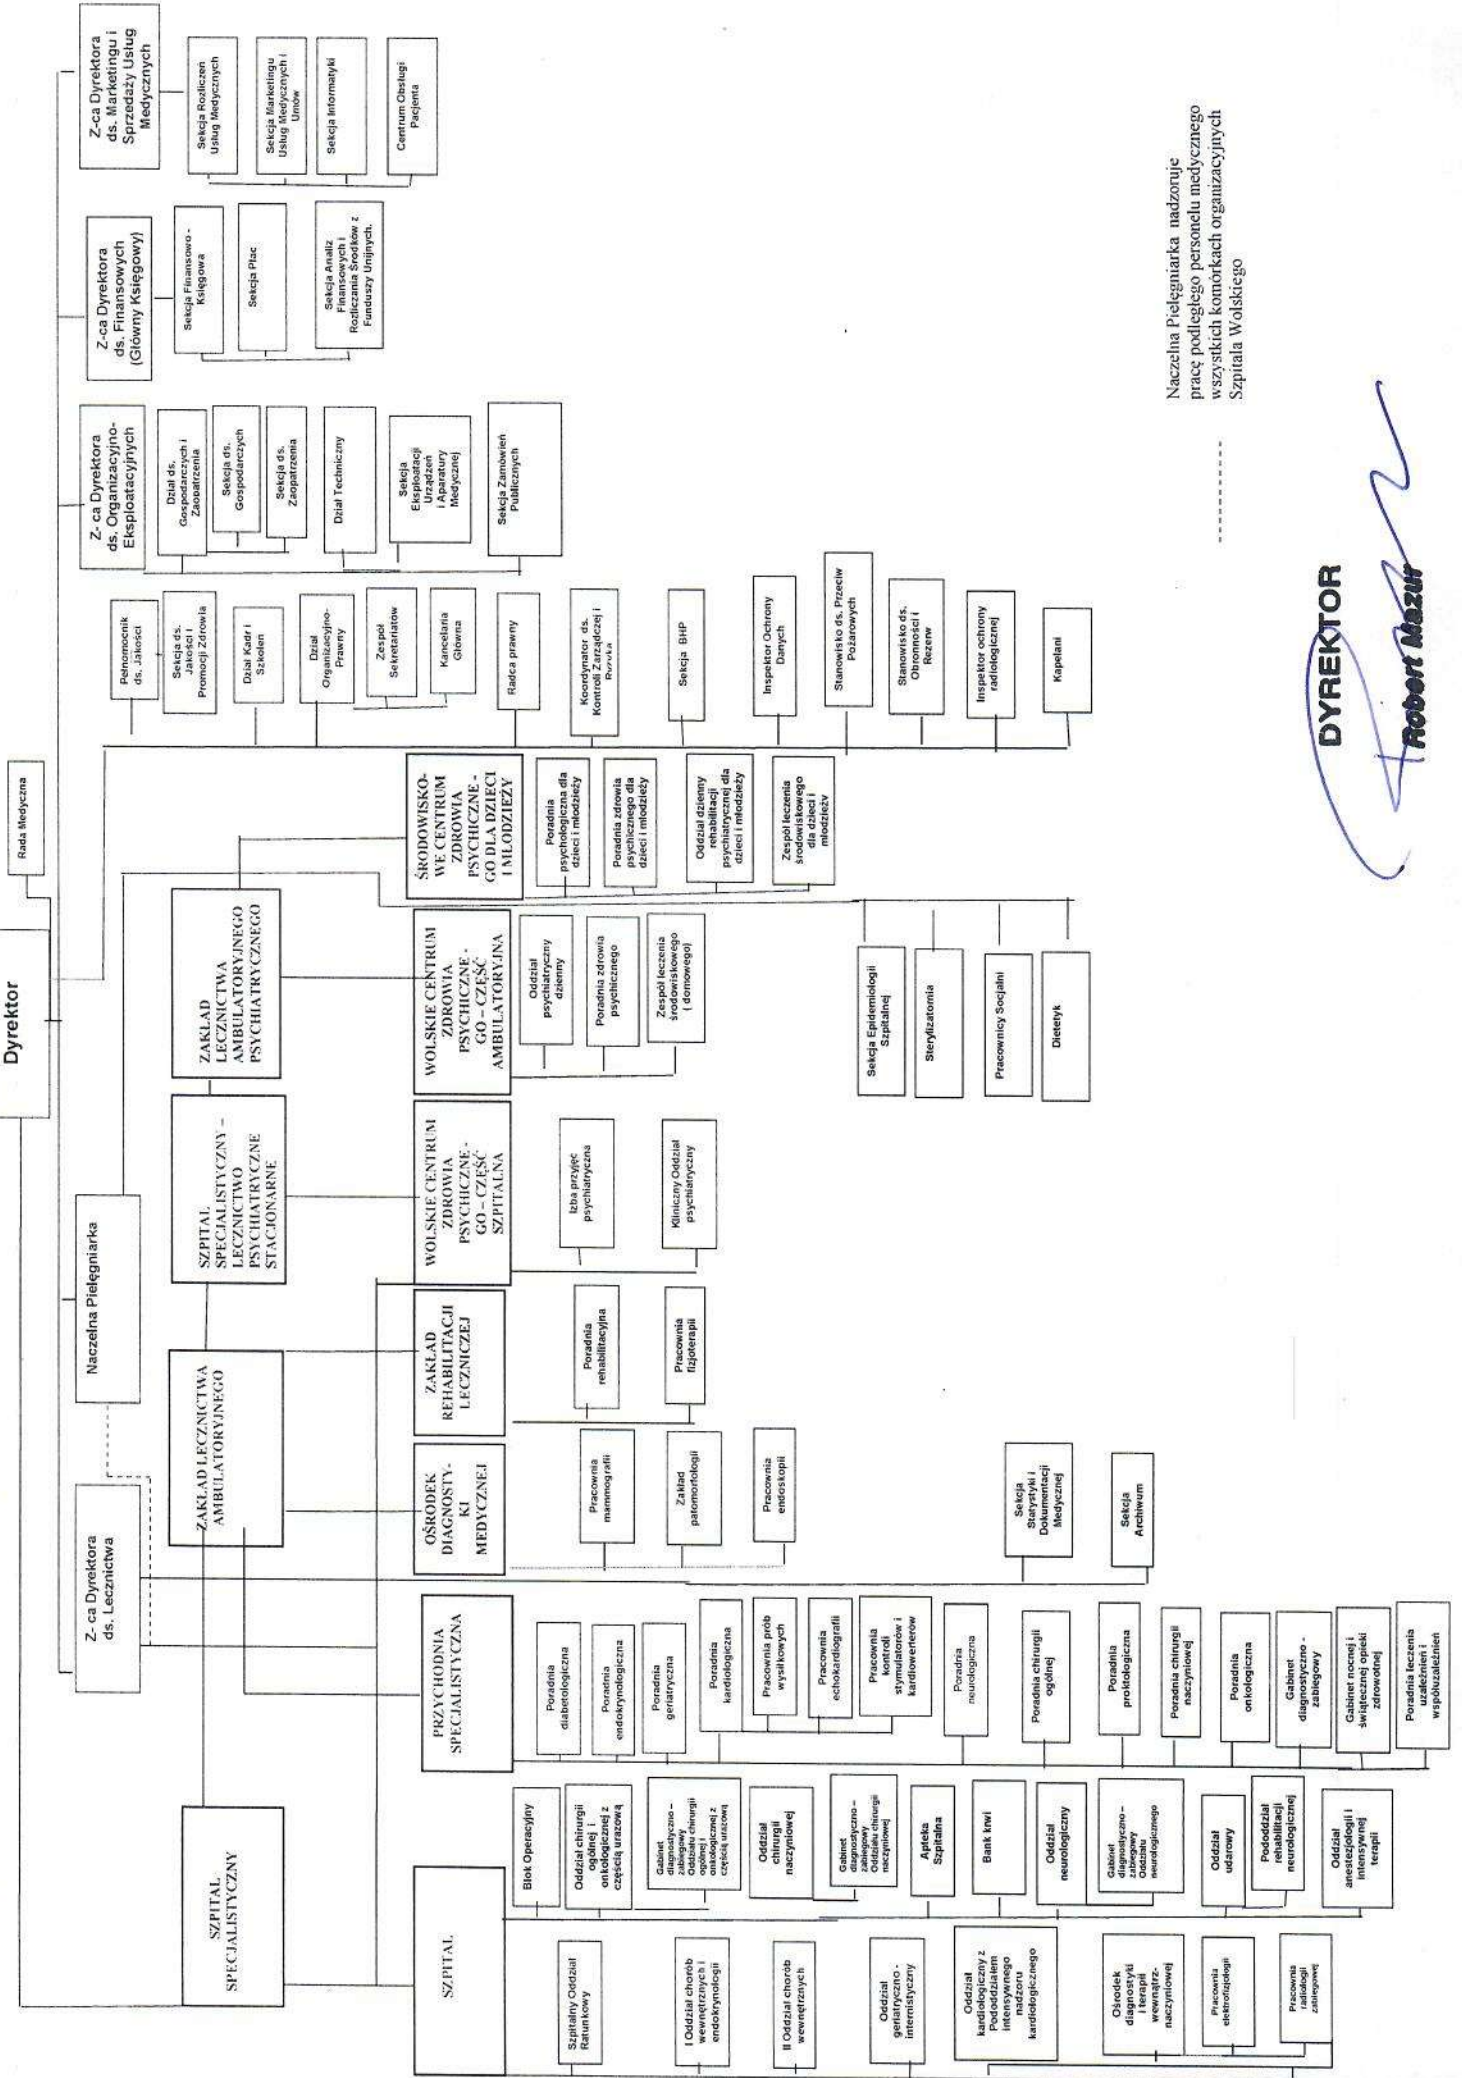 Dyrektor
Rada Medyczna
Z- ca Dyrektora
ds. Lecznictwa
Naczelna Pielęgniarka
Z- ca Dyrektora
ds. Organizacyjno-
Eksploatacyjnych
Z-ca Dyrektora
ds. Finansowych
(Główny Księgowy)
Z-ca Dyrektora
ds. Marketingu i
Sprzedaży Usług
Medycznych
SZPITAL
SPECJALISTYCZNY
ZAKŁAD LECZNICTWA
AMBULATORYJNEGO
SZPITAL
SPECJALISTYCZNY –
LECZNICTWO
PSYCHIATRYCZNE
STACJONARNE
ZAKŁAD
LECZNICTWA
AMBULATORYJNEGO
PSYCHIATRYCZNEGO
SZPITAL
PRZYCHODNIA
SPECJALISTYCZNA
OŚRODEK
DIAGNOSTY-
KI
MEDYCZNEJ
ZAKŁAD
REHABILITACJI
LECZNICZEJ
WOLSKIE CENTRUM
ZDROWIA
PSYCHICZNE -
GO – CZĘŚĆ
SZPITALNA
WOLSKIE CENTRUM
ZDROWIA
PSYCHICZNE -
GO – CZĘŚĆ
AMBULATORYJNA
ŚRODOWISKO-
WE CENTRUM
ZDROWIA
PSYCHICZNE -
GO DLA DZIECI
I MŁODZIEŻY
Szpitalny Oddział
Ratunkowy
I Oddział chorób
wewnętrznych i
endokrynologii
II Oddział chorób
wewnętrznych
Oddział
geriatryczno -
internistyczny
Oddział
kardiologiczny z
Pododdziałem
intensywnego
nadzoru
kardiologicznego
Ośrodek
diagnostyki
i terapii
wewnątrz-
naczyniowej
Pracownia
elektrofizjologii
Pracownia
radiologii
zabiegowej
Blok Operacyjny
Oddział chirurgii
ogólnej i
onkologicznej z
częścią urazową
Gabinet
diagnostyczno –
zabiegowy
Oddziału chirurgii
ogólnej i
onkologicznej z
częścią urazową
Oddział
chirurgii
naczyniowej
Gabinet
diagnostyczno –
zabiegowy
Oddziału chirurgii
naczyniowej
Apteka
Szpitalna
Bank krwi
Oddział
neurologiczny
Gabinet
diagnostyczno –
zabiegowy
Oddziału
neurologicznego
Oddział
udarowy
Pododdział
rehabilitacji
neurologicznej
Oddział
anestezjologii i
intensywnej
terapii
Poradnia
diabetologiczna
Poradnia
endokrynologiczna
Poradnia
geriatryczna
Poradnia
kardiologiczna
Pracownia prób
wysiłkowych
Pracownia
echokardiografii
Pracownia
kontroli
stymulatorów i
kardiowerterów
Poradnia
neurologiczna
Poradnia chirurgii
ogólnej
Poradnia
proktologiczna
Poradnia chirurgii
naczyniowej
Poradnia
onkologiczna
Gabinet
diagnostyczno -
zabiegowy
Gabinet nocnej i
świątecznej opieki
zdrowotnej
Poradnia leczenia
uzależnień i
współuzależnień
Pracownia
mammografii
Zakład
patomorfologii
Pracownia
endoskopii
Sekcja
Statystyki i
Dokumentacji
Medycznej
Sekcja
Archiwum
Poradnia
rehabilitacyjna
Pracownia
fizjoterapii
Izba przyjęć
psychiatryczna
Kliniczny Oddział
psychiatryczny
Oddział
psychiatryczny
dzienny
Poradnia zdrowia
psychicznego
Zespół leczenia
środowiskowego
( domowego)
Sekcja Epidemiologii
Szpitalnej
Sterylizatornia
Pracownicy Socjalni
Dietetyk
Poradnia
psychologiczna dla
dzieci i młodzieży
Poradnia zdrowia
psychicznego dla
dzieci i młodzieży
Oddział dzienny
rehabilitacji
psychiatrycznej dla
dzieci i młodzieży
Zespół leczenia
środowiskowego
dla dzieci i
młodzieży
Pełnomocnik
ds. Jakości
Sekcja ds.
Jakości i
Promocji Zdrowia
Dział Kadr i
Szkoleń
Dział
Organizacyjno-
Prawny
Zespół
Sekretariatów
Kancelaria
Główna
Radca prawny
Koordynator ds.
Kontroli Zarządczej i
Ryzyka
Sekcja BHP
Inspektor Ochrony
Danych
Stanowisko ds. Przeciw
Pożarowych
Stanowisko ds.
Obronności i
Rezerw
Inspektor ochrony
radiologicznej
Kapelani
Dział ds.
Gospodarczych i
Zaopatrzenia
Sekcja ds.
Gospodarczych
Sekcja ds.
Zaopatrzenia
Dział Techniczny
Sekcja
Eksploatacji
Urządzeń
i Aparatury
Medycznej
Sekcja Zamówień
Publicznych
Sekcja Finansowo -
Księgowa
Sekcja Płac
Sekcja Analiz
Finansowych i
Rozliczania Środków z
Funduszy Unijnych.
Sekcja Rozliczeń
Usług Medycznych
Sekcja Marketingu
Usług Medycznych i
Umów
Sekcja Informatyki
Centrum Obsługi
Pacjenta
Naczelna Pielęgniarka nadzoruje
pracę podległego personelu medycznego
wszystkich komórkach organizacyjnych
Szpitala Wolskiego
DYREKTOR
Robert Mazur